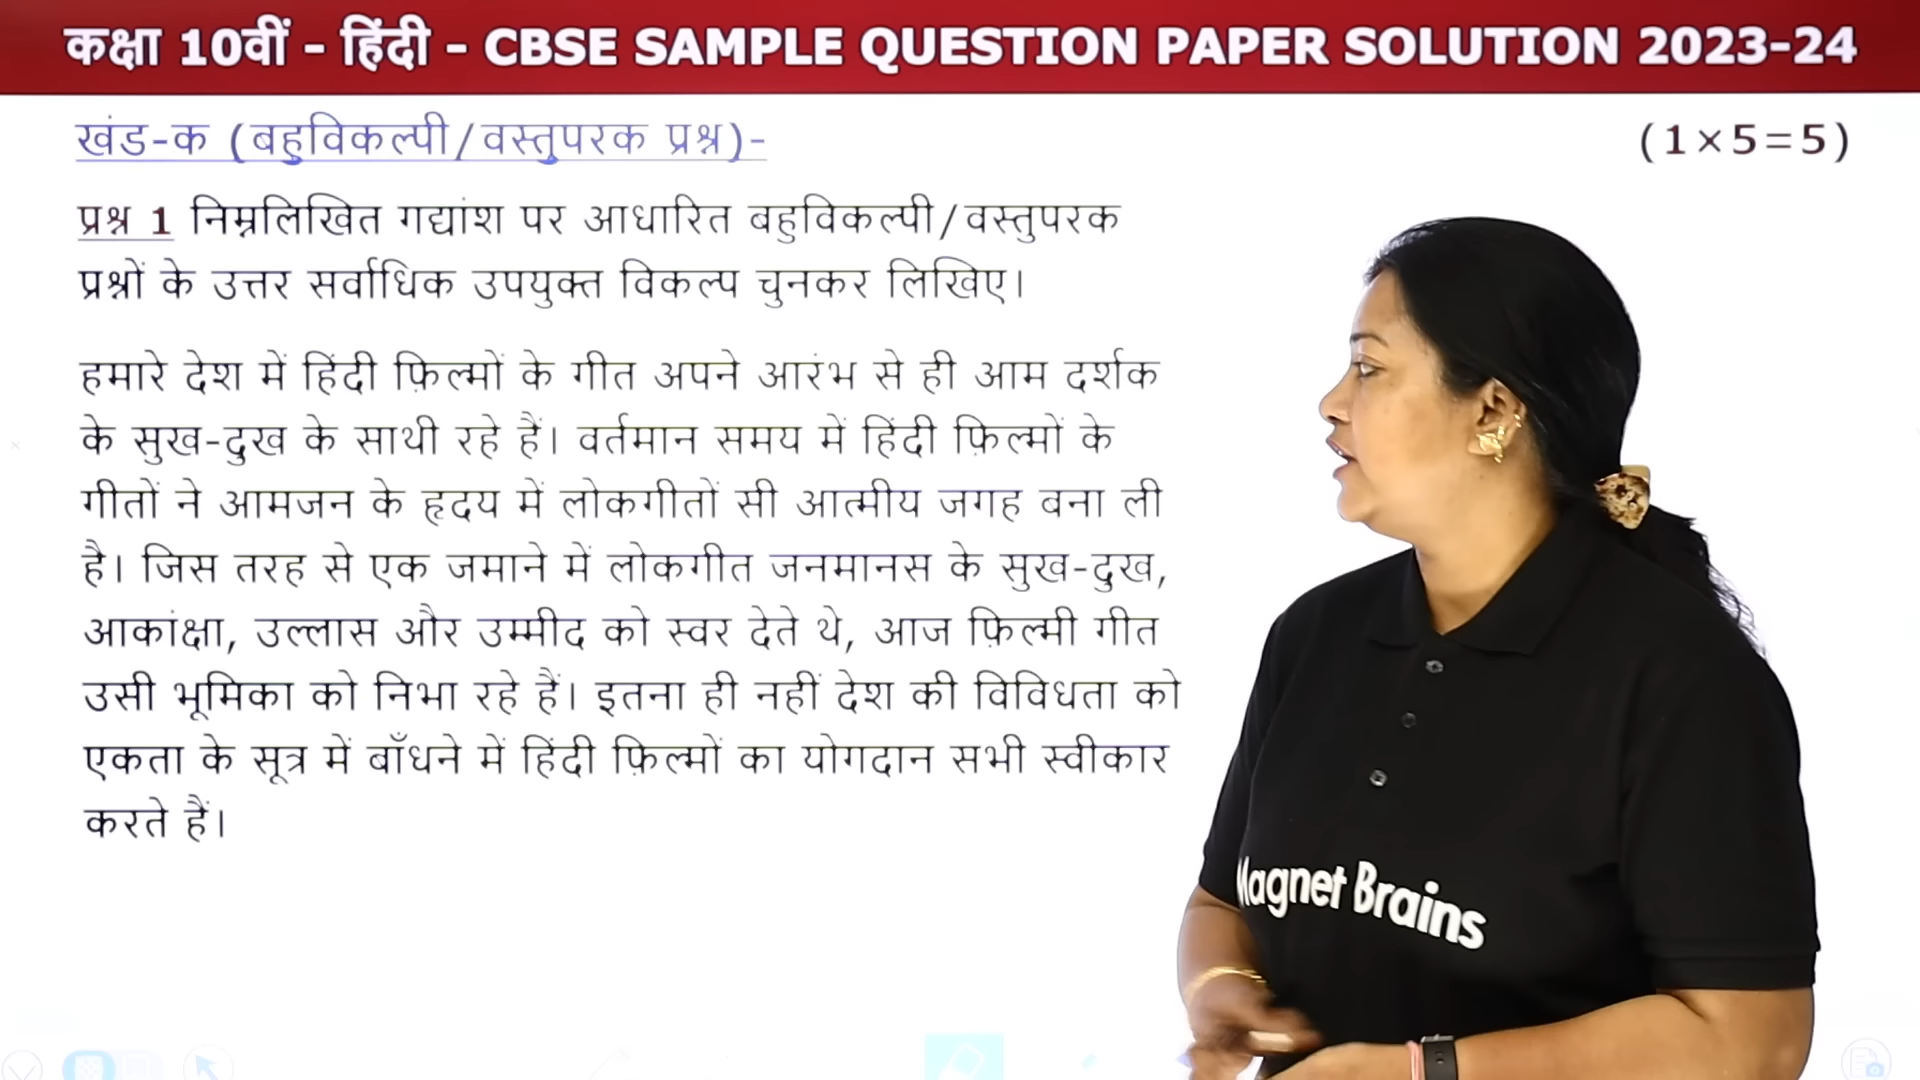 कक्षा 10वीं - हिंदी - CBSE SAMPLE QUESTION PAPER SOLUTION 2023-24
खंड-क (बहुविकल्पी/वस्तुपरक प्रश्न)-
(1×5=5)
प्रश्न 1 निम्नलिखित गद्यांश पर आधारित बहुविकल्पी/वस्तुपरक
प्रश्नों के उत्तर सर्वाधिक उपयुक्त विकल्प चुनकर लिखिए।
हमारे देश में हिंदी फ़िल्मों के गीत अपने आरंभ से ही आम दर्शक
के सुख-दुख के साथी रहे हैं। वर्तमान समय में हिंदी फ़िल्मों के
गीतों ने आमजन के हृदय में लोकगीतों सी आत्मीय जगह बना ली
है। जिस तरह से एक जमाने में लोकगीत जनमानस के सुख-दुख,
आकांक्षा, उल्लास और उम्मीद को स्वर देते थे, आज फ़िल्मी गीत
उसी भूमिका को निभा रहे हैं। इतना ही नहीं देश की विविधता को
एकता के सूत्र में बाँधने में हिंदी फ़िल्मों का योगदान सभी स्वीकार
करते हैं।
Magnet Brains